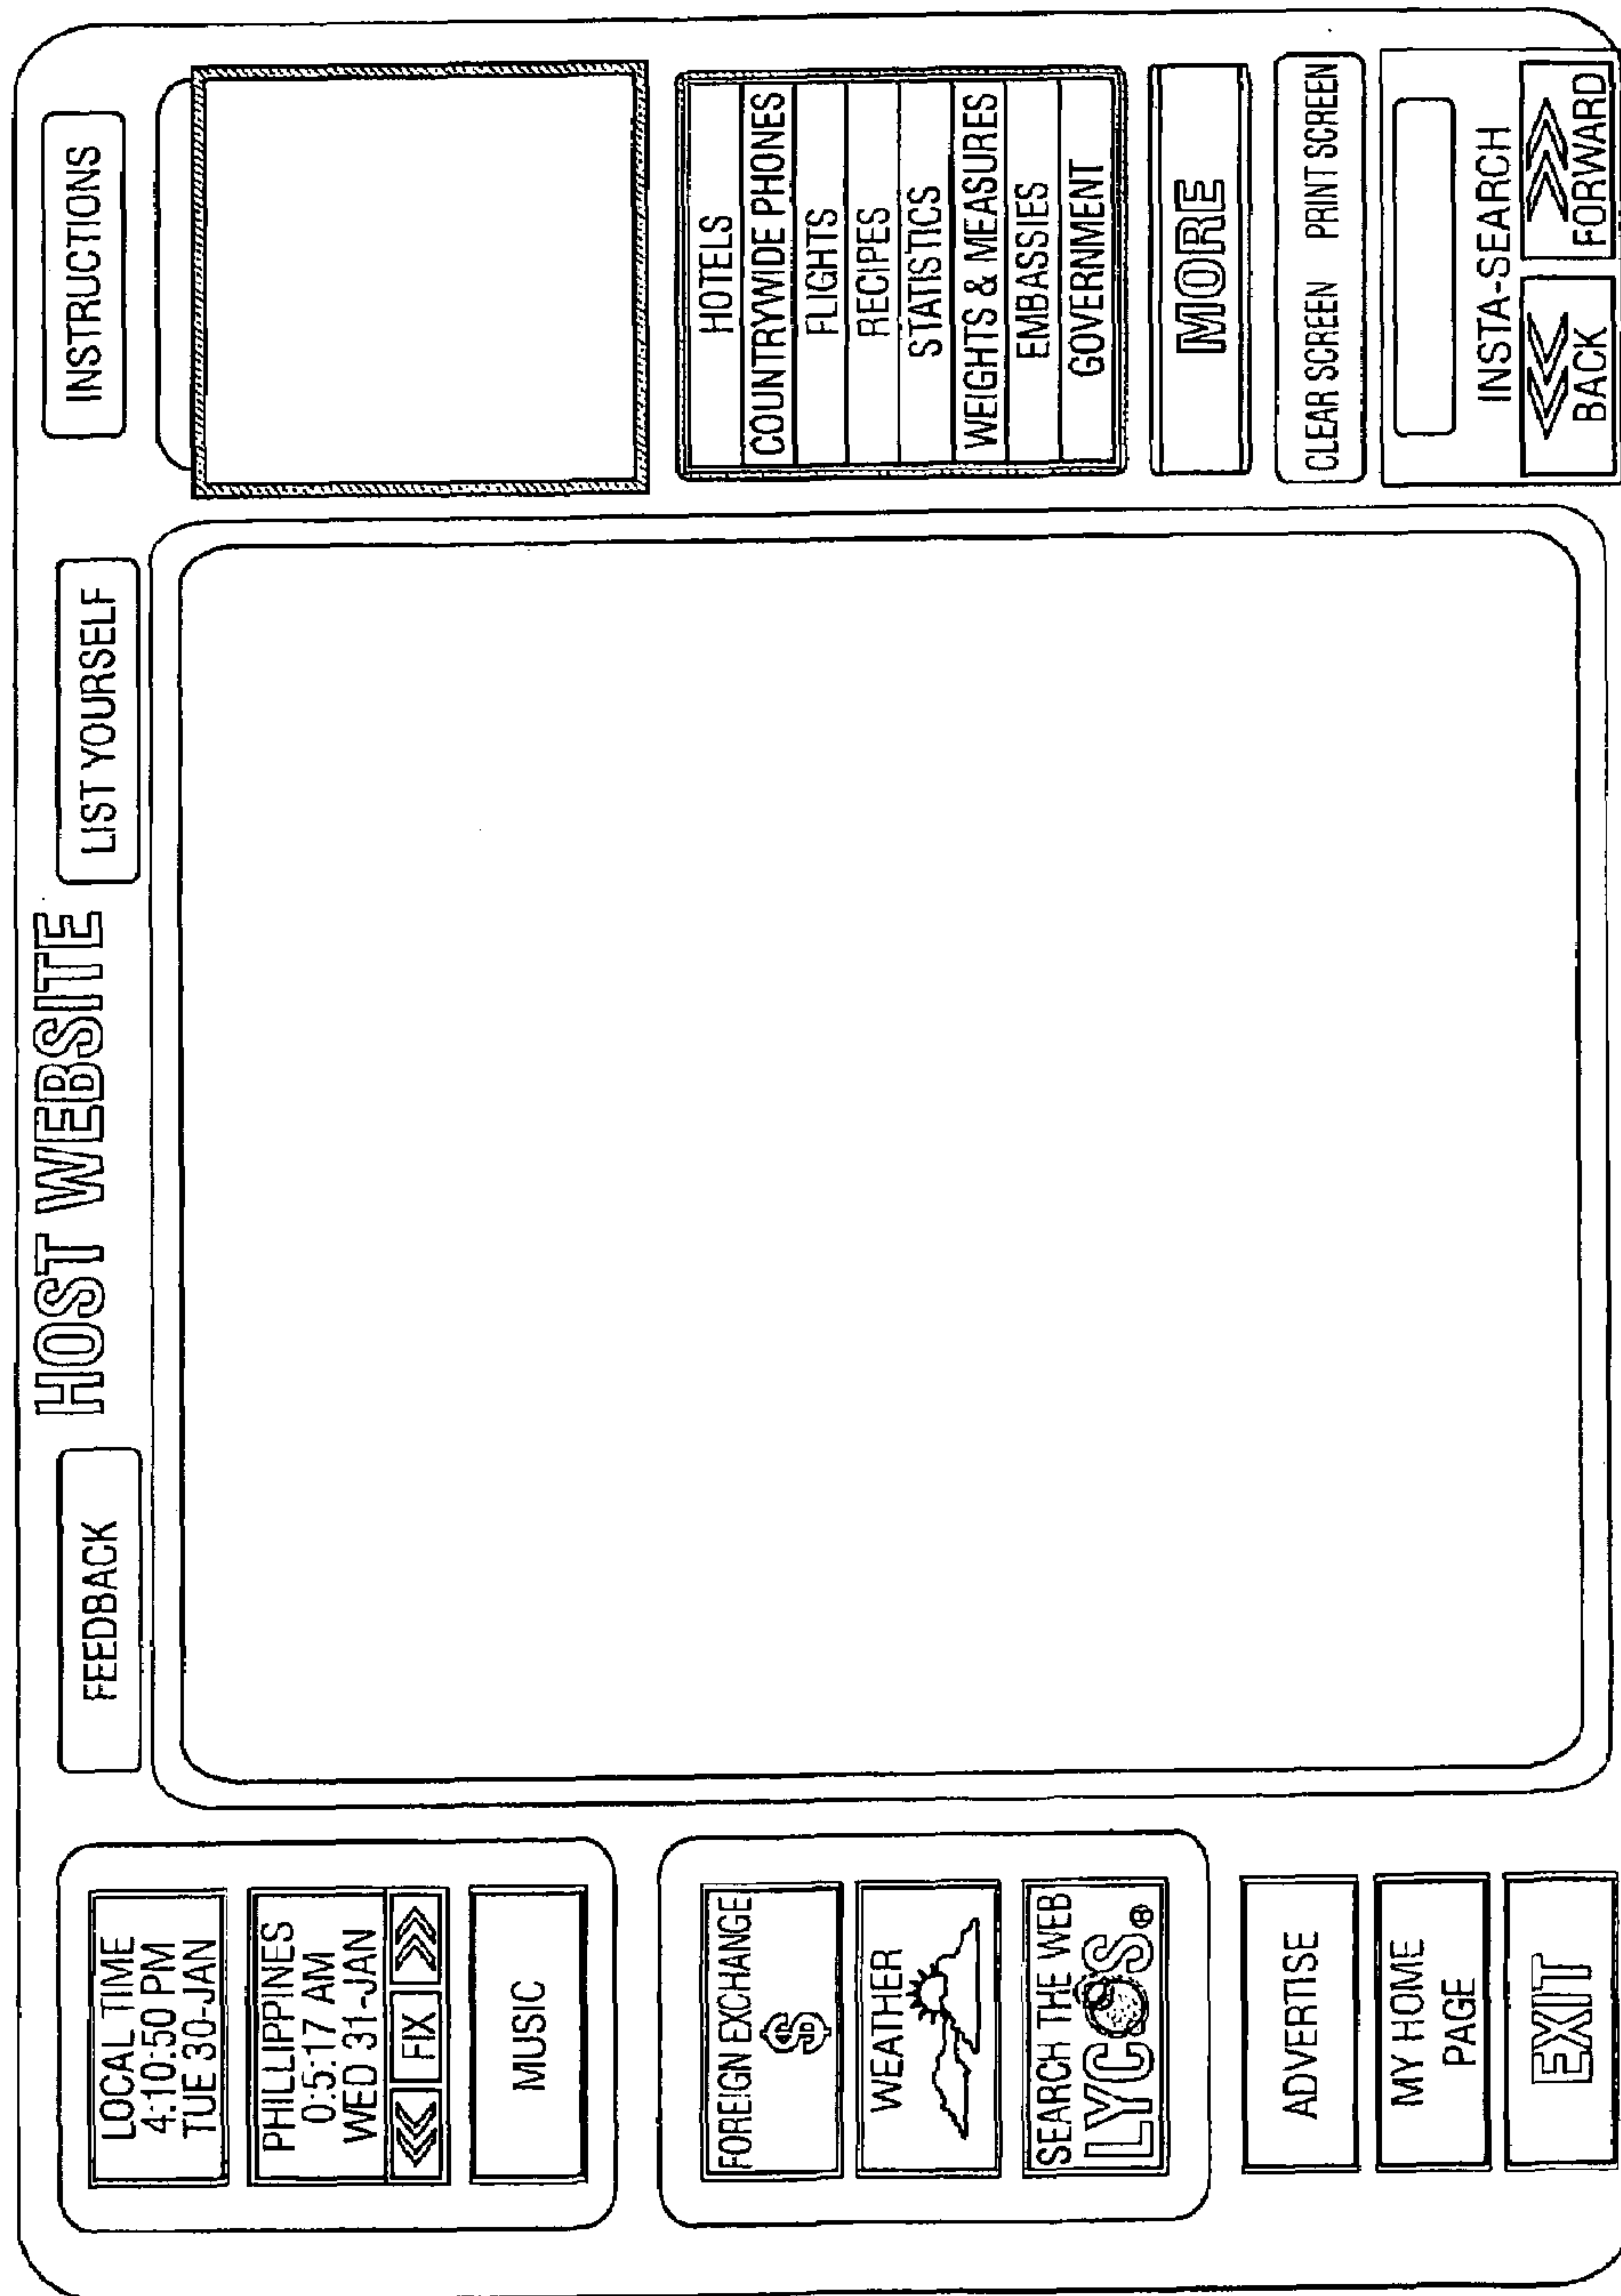 FEEDBACK
HOST WEBSITE
LIST YOURSELF
INSTRUCTIONS
LOCAL TIME
4:10:50 PM
TUE 30-JAN
PHILLIPPINES
0:5:17 AM
WED 31-JAN
FIX
MUSIC
FOREIGN EXCHANGE
$
WEATHER
SEARCH THE WEB
LYCOS®
ADVERTISE
MY HOME
PAGE
EXIT
HOTELS
COUNTRYWIDE PHONES
FLIGHTS
RECIPES
STATISTICS
WEIGHTS & MEASURES
EMBASSIES
GOVERNMENT
MORE
CLEAR SCREEN PRINT SCREEN
INSTA-SEARCH
BACK
FORWARD